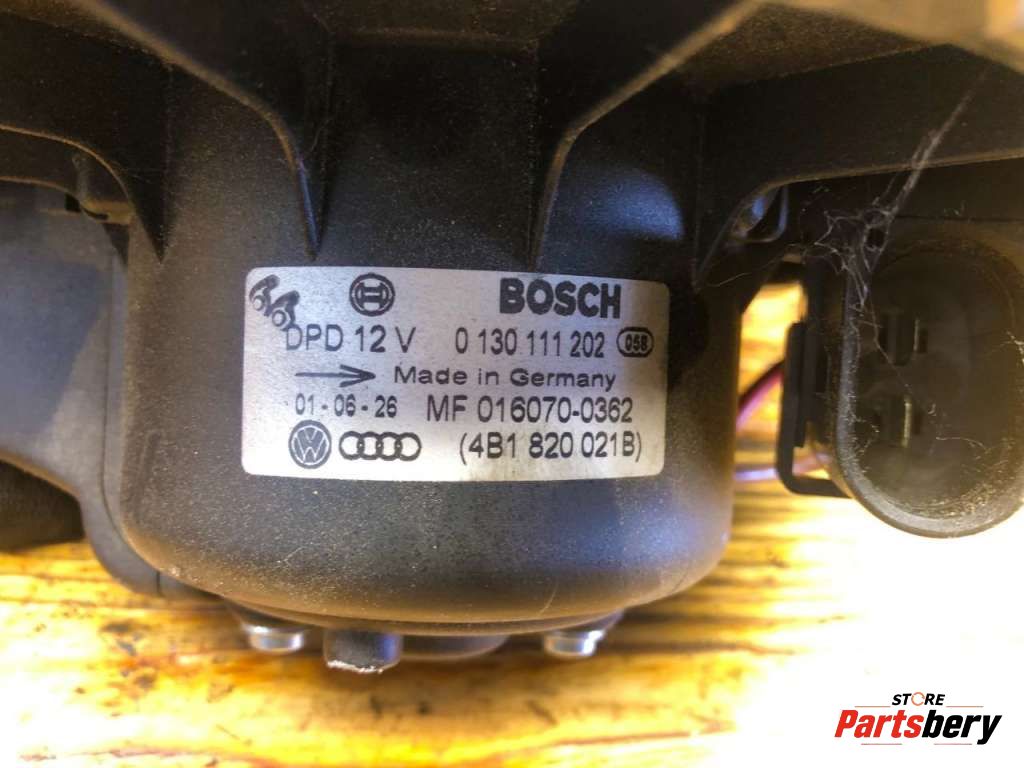 BOSCH
DPD 12 V 0 130 111 202 058
Made in Germany
01-06-26 MF 016070-0362
(4B1 820 021B)
STORE
Partsbery